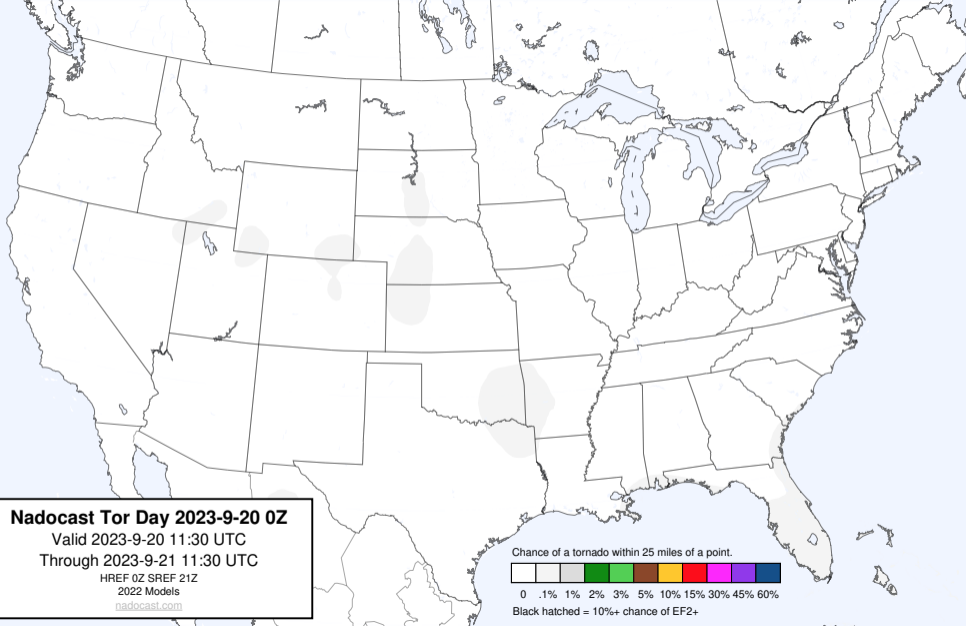 Nadocast Tor Day 2023-9-20 0Z
Valid 2023-9-20 11:30 UTC
Through 2023-9-21 11:30 UTC
HREF 0Z SREF 21Z
2022 Models
nadocast.com
Chance of a tornado within 25 miles of a point.
0 .1% 1% 2% 3% 5% 10% 15% 30% 45% 60%
Black hatched = 10%+ chance of EF2+